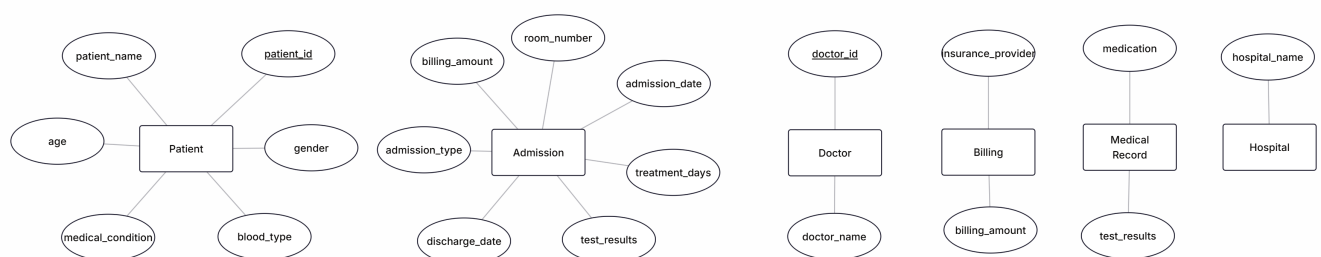 patient_name
patient_id
age
Patient
gender
medical_condition
blood_type
room_number
billing_amount
admission_date
admission_type
Admission
treatment_days
discharge_date
test_results
doctor_id
Doctor
doctor_name
insurance_provider
Billing
billing_amount
medication
Medical
Record
test_results
hospital_name
Hospital